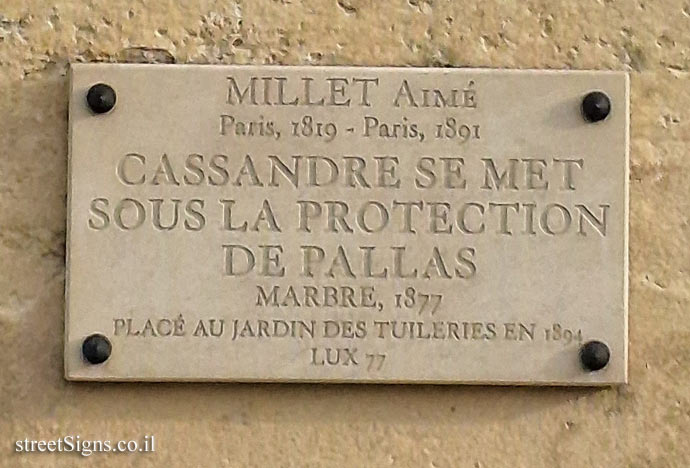 MILLET AIMÉ
Paris, 1819 - Paris, 1891
CASSANDRE SE MET
SOUS LA PROTECTION
DE PALLAS
MARBRE, 1877
PLACÉ AU JARDIN DES TUILERIES EN 1894
LUX 77
streetSigns.co.il